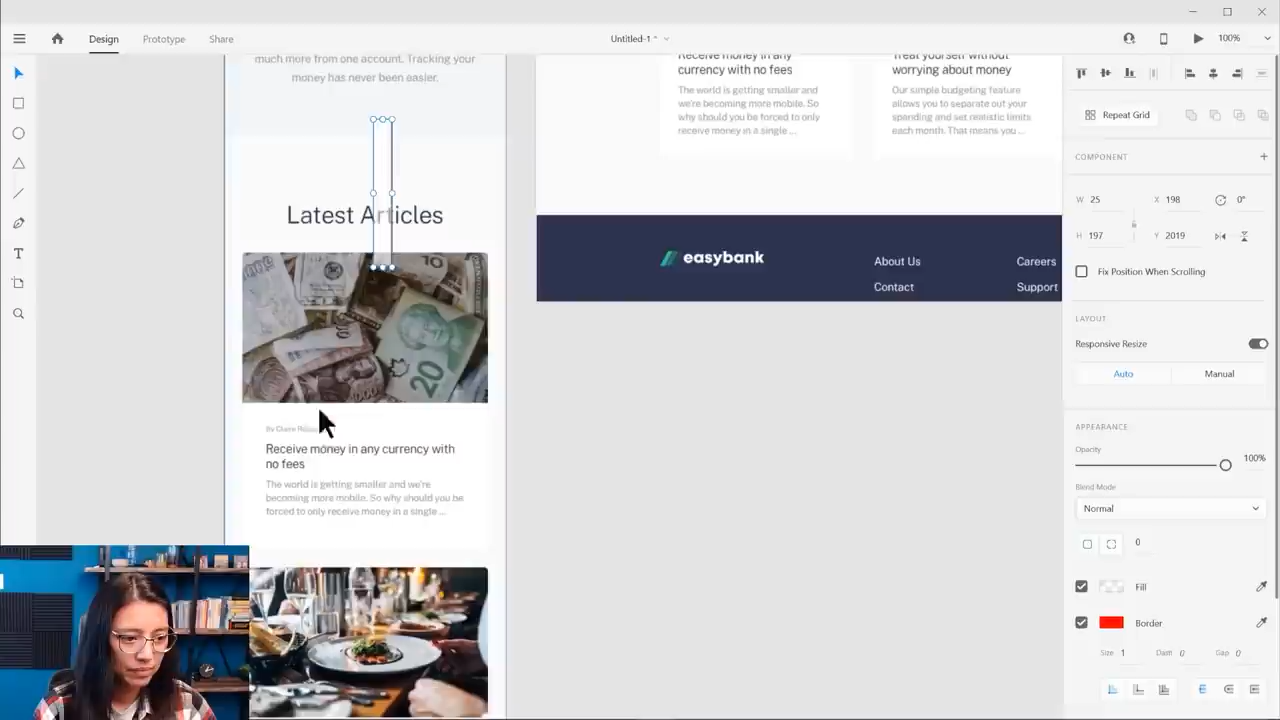 Design
Prototype
Share
Untitled-1 *
100%
much more from one account. Tracking your
money has never been easier.
Latest Articles
Receive money in any currency with
no fees
The world is getting smaller and we're
becoming more mobile. So why should you be
forced to only receive money in a single ...
Receive money in any
currency with no fees
The world is getting smaller and
we're becoming more mobile. So
why should you be forced to only
receive money in a single ...
Treat yourself without
worrying about money
Our simple budgeting feature
allows you to separate out your
spending and set realistic limits
each month. That means you ...
easybank
About Us
Careers
Contact
Support
Repeat Grid
COMPONENT
W 25
X 198
0°
H 197
Y 2019
Fix Position When Scrolling
LAYOUT
Responsive Resize
Auto
Manual
APPEARANCE
Opacity
100%
Blend Mode
Normal
0
Fill
Border
Size 1
Dash 0
Gap 0
10
20
By Claire